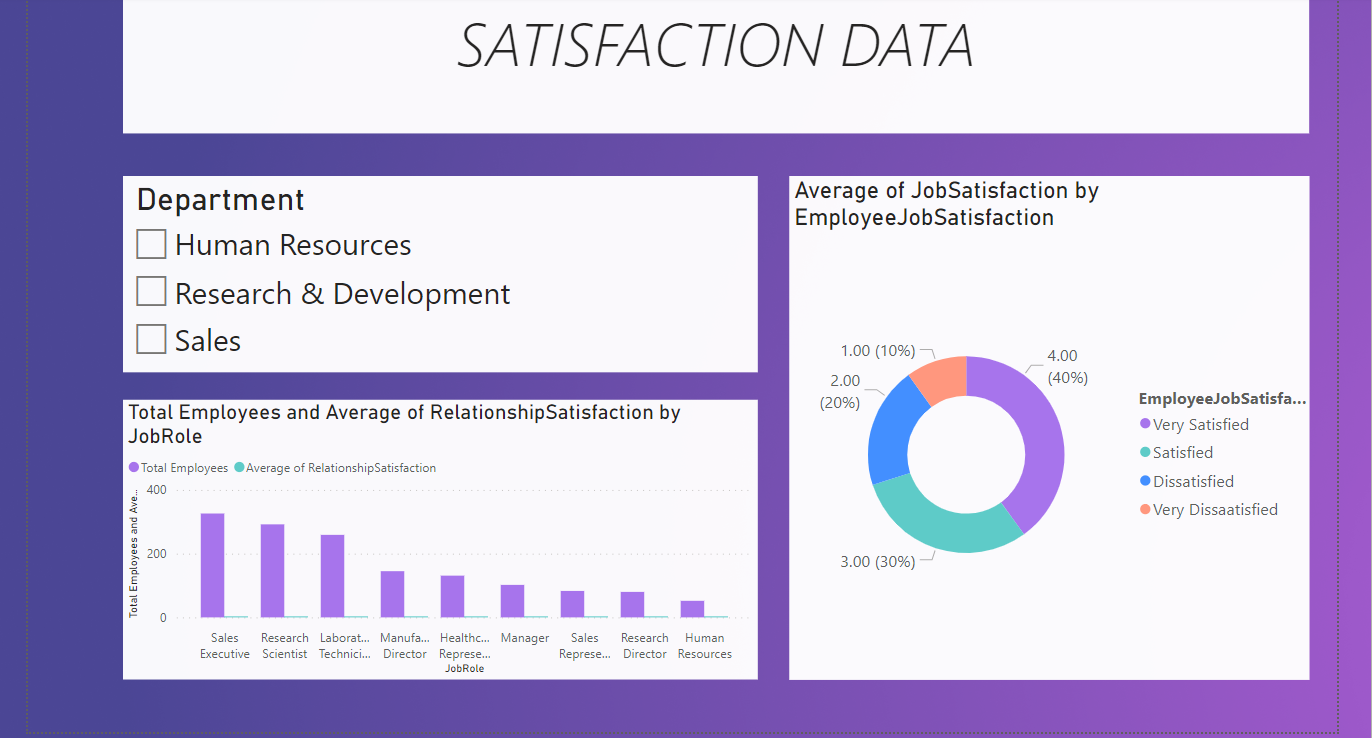 SATISFACTION DATA
Department
Human Resources
Research & Development
Sales
Total Employees and Average of RelationshipSatisfaction by
JobRole
Total Employees
Average of RelationshipSatisfaction
Total Employees and Ave...
400
200
0
Sales
Executive
Research
Scientist
Laborat...
Technici...
Manufa...
Director
Healthc...
Represe...
Manager
Sales
Represe...
Research
Director
Human
Resources
JobRole
Average of JobSatisfaction by
EmployeeJobSatisfaction
1.00 (10%)
4.00
(40%)
2.00
(20%)
3.00 (30%)
EmployeeJobSatisfa...
Very Satisfied
Satisfied
Dissatisfied
Very Dissaatisfied